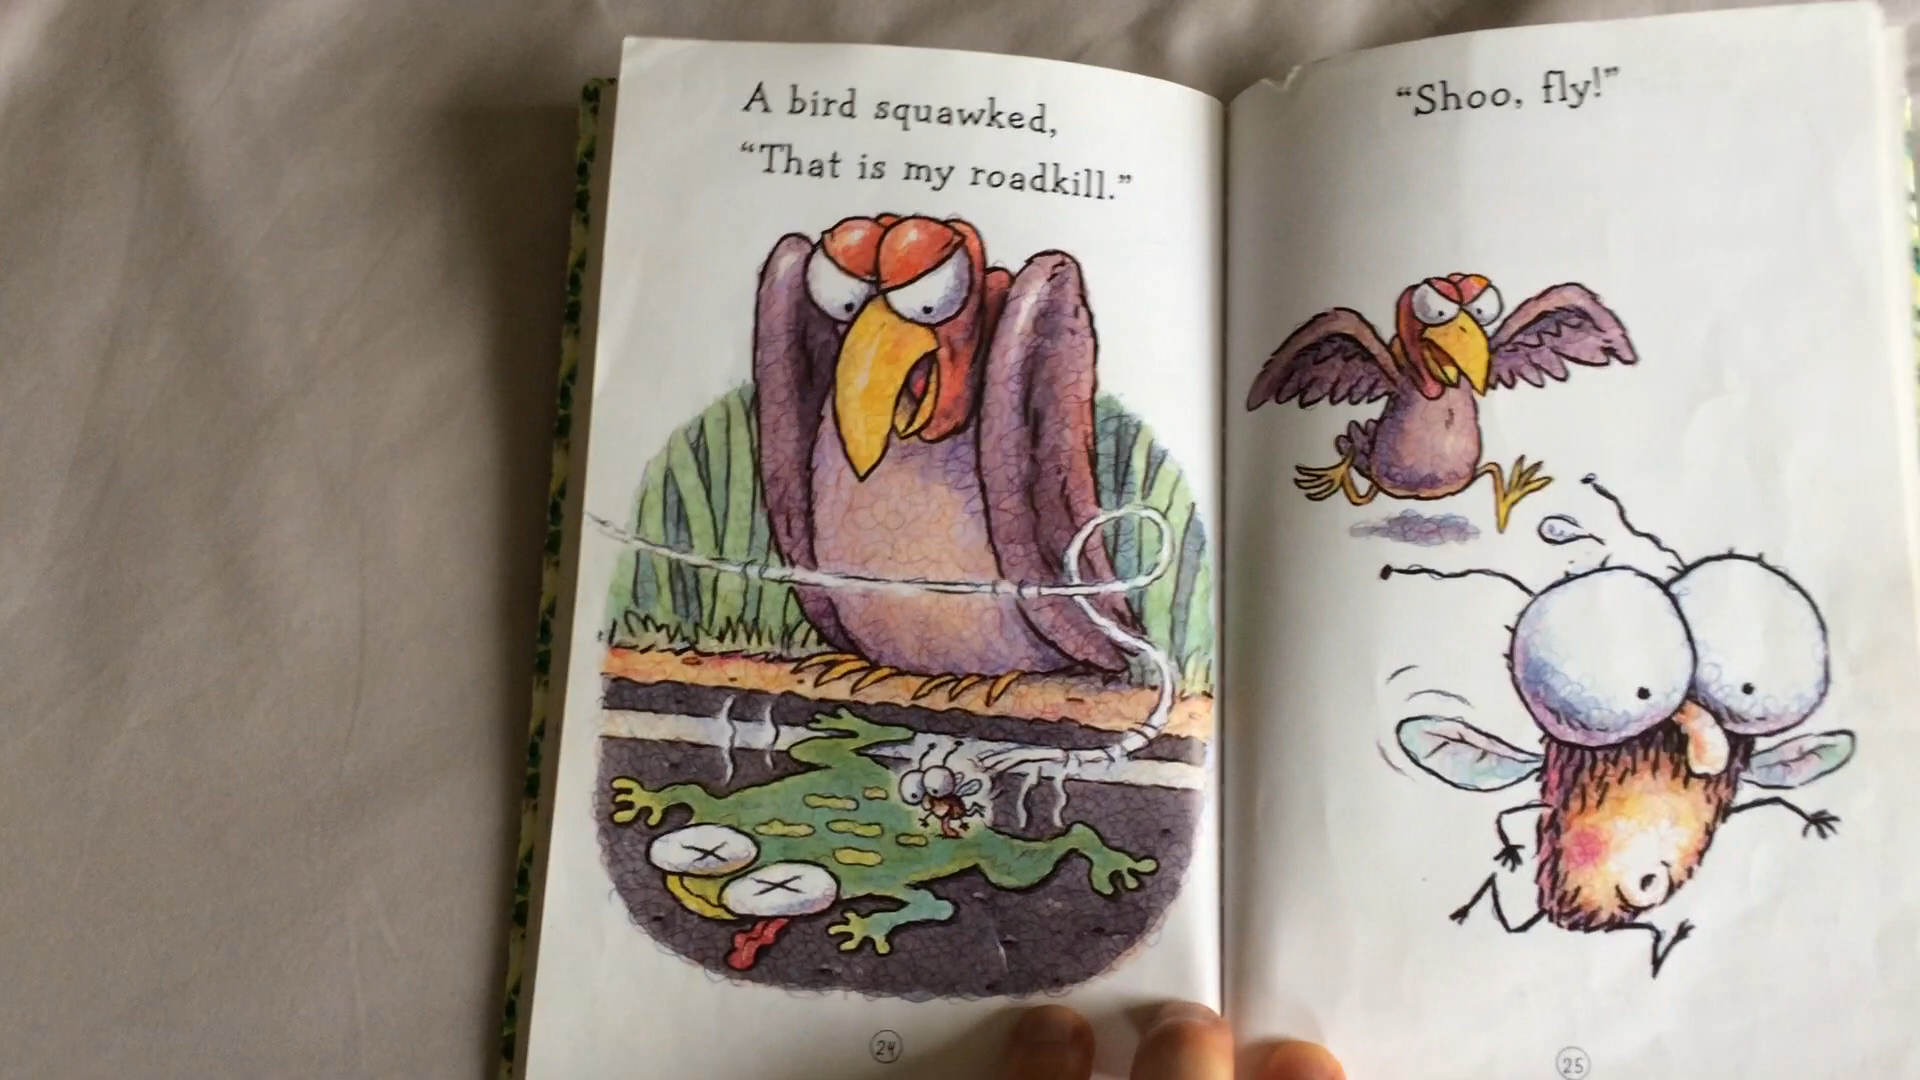 A bird squawked,
“That is my roadkill.”
24
“Shoo, fly!”
25